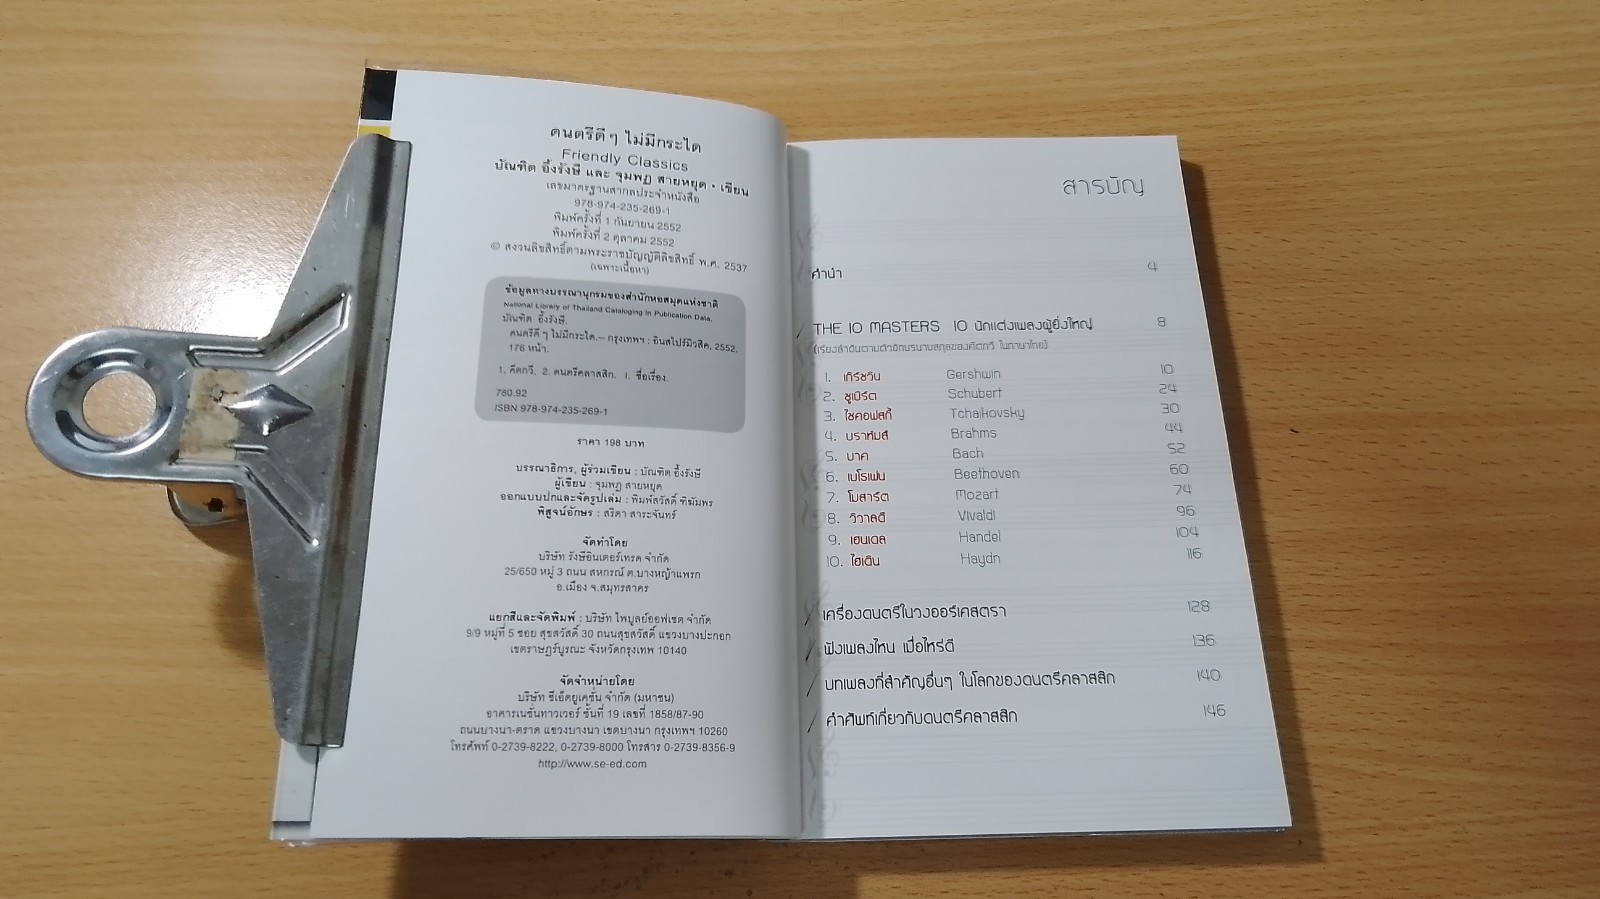 ดนตรีดีๆ ไม่มีกระได
Friendly Classics
บัณฑิต อึ้งรังษี และ จุมพฏ สายหยุด • เขียน
เลขมาตรฐานสากลประจำหนังสือ
978-974-235-269-1
พิมพ์ครั้งที่ 1 กันยายน 2552
พิมพ์ครั้งที่ 2 ตุลาคม 2552
© สงวนลิขสิทธิ์ตามพระราชบัญญัติลิขสิทธิ์ พ.ศ. 2537
(เฉพาะเนื้อหา)
ข้อมูลทางบรรณานุกรมของสำนักหอสมุดแห่งชาติ
National Library of Thailand Cataloging in Publication Data.
บัณฑิต อึ้งรังษี.
ดนตรีดี ๆ ไม่มีกระได.— กรุงเทพฯ : อินสไปร์มิวสิค, 2552.
176 หน้า.
1. คีตกวี. 2. ดนตรีคลาสสิก. I. ชื่อเรื่อง.
780.92
ISBN 978-974-235-269-1
ราคา 198 บาท
บรรณาธิการ, ผู้ร่วมเขียน : บัณฑิต อึ้งรังษี
ผู้เขียน : จุมพฏ สายหยุด
ออกแบบปกและจัดรูปเล่ม : พิมพ์สวัสดิ์ ทิฆัมพร
พิสูจน์อักษร : สริตา สาระจันทร์
จัดทำโดย
บริษัท รังษีอินเตอร์เทรด จำกัด
25/650 หมู่ 3 ถนน สหกรณ์ ต.บางหญ้าแพรก
อ.เมือง จ.สมุทรสาคร
แยกสีและจัดพิมพ์ : บริษัท ไพบูลย์ออฟเซต จำกัด
9/9 หมู่ที่ 5 ซอย สุขสวัสดิ์ 30 ถนนสุขสวัสดิ์ แขวงบางปะกอก
เขตราษฎร์บูรณะ จังหวัดกรุงเทพ 10140
จัดจำหน่ายโดย
บริษัท ซีเอ็ดยูเคชั่น จำกัด (มหาชน)
อาคารเนชั่นทาวเวอร์ ชั้นที่ 19 เลขที่ 1858/87-90
ถนนบางนา-ตราด แขวงบางนา เขตบางนา กรุงเทพฯ 10260
โทรศัพท์ 0-2739-8222, 0-2739-8000 โทรสาร 0-2739-8356-9
http://www.se-ed.com
สารบัญ
คำนำ 4
THE 10 MASTERS 10 นักแต่งเพลงผู้ยิ่งใหญ่ 8
(เรียงลำดับตามตัวอักษรนามสกุลของคีตกวี ในภาษาไทย)
1. เกิร์ชวิน Gershwin 10
2. ชูเบิร์ต Schubert 24
3. ไชคอฟสกี้ Tchaikovsky 30
4. บราห์มส์ Brahms 44
5. บาค Bach 52
6. เบโธเฟน Beethoven 60
7. โมสาร์ต Mozart 74
8. วิวาลดี Vivaldi 96
9. เฮนเดล Handel 104
10. ไฮเดิน Haydn 116
เครื่องดนตรีในวงออร์เคสตรา 128
ฟังเพลงไหน เมื่อไหร่ดี 136
บทเพลงที่สำคัญอื่นๆ ในโลกของดนตรีคลาสสิก 140
คำศัพท์เกี่ยวกับดนตรีคลาสสิก 146